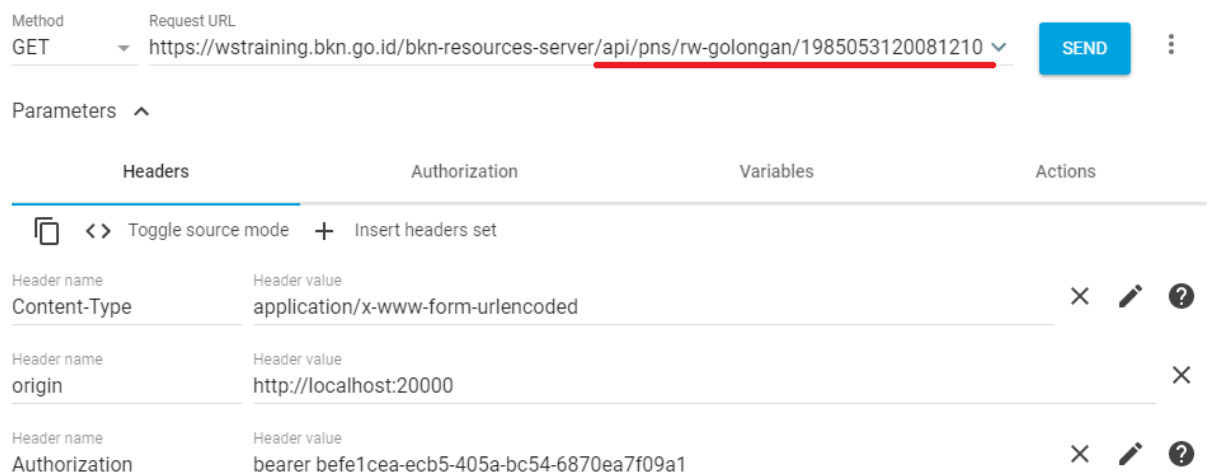 Method Request URL
GET https://wstraining.bkn.go.id/bkn-resources-server/api/pns/rw-golongan/1985053120081210 SEND
Parameters
Headers Authorization Variables Actions
Toggle source mode Insert headers set
Header name Header value
Content-Type application/x-www-form-urlencoded
Header name Header value
origin http://localhost:20000
Header name Header value
Authorization bearer befe1cea-ecb5-405a-bc54-6870ea7f09a1